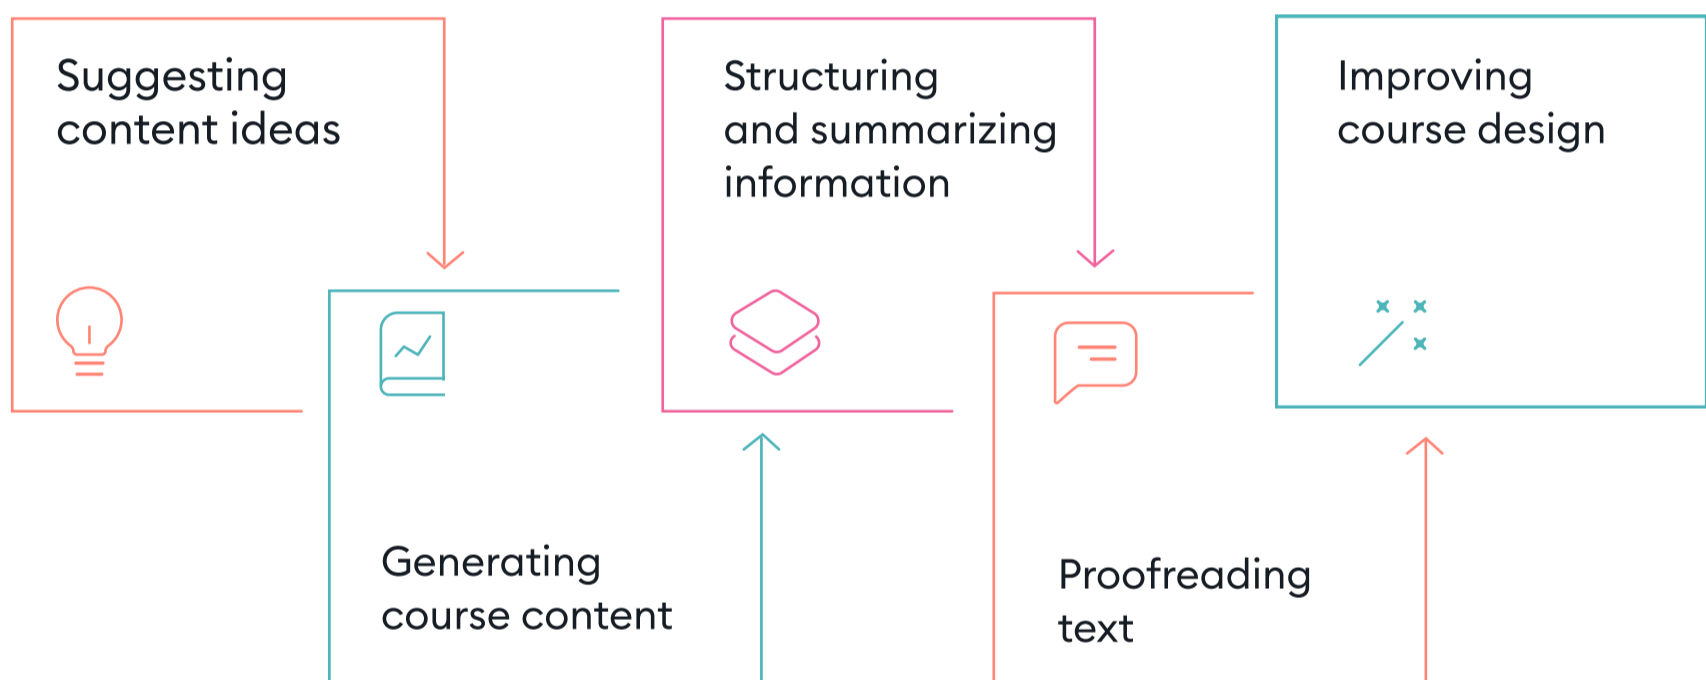 Suggesting
content ideas
Generating
course content
Structuring
and summarizing
information
Proofreading
text
Improving
course design